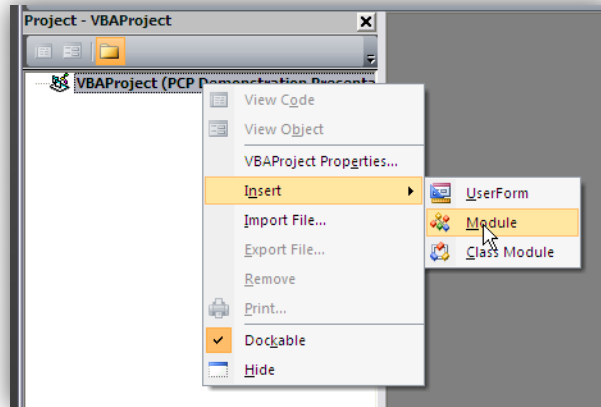 Project - VBAProject
VBAProject (PCP Demonstration Presenta
View Code
View Object
VBAProject Properties...
Insert
Import File...
Export File...
Remove
Print...
Dockable
Hide
UserForm
Module
Class Module